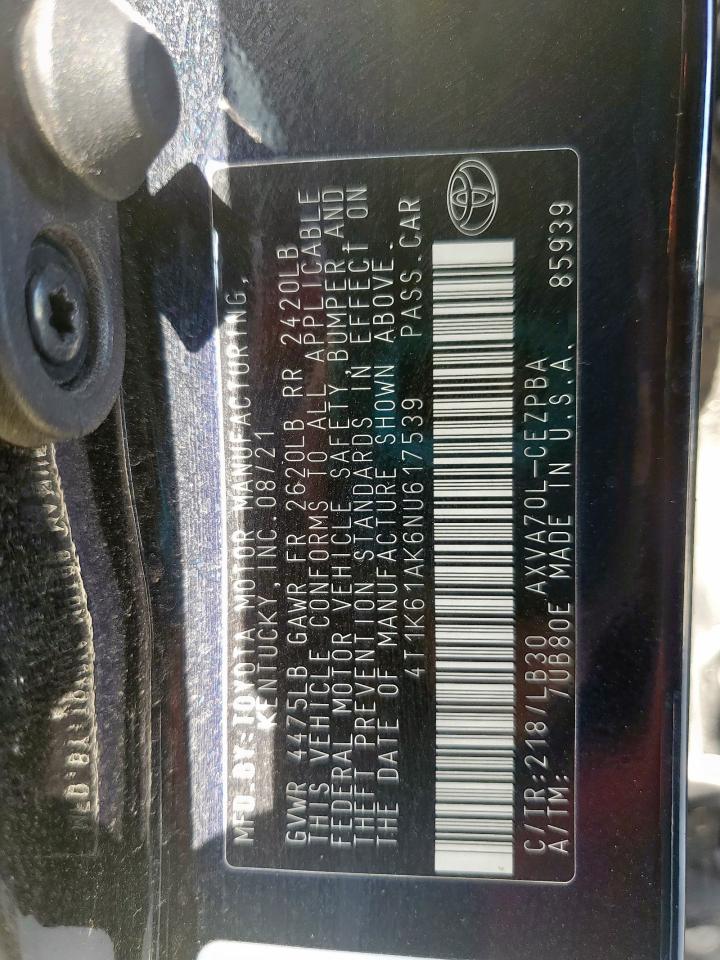 MFD.BY:TOYOTA MOTOR MANUFACTURING,
KENTUCKY, INC. 08/21
GVWR 4475LB GAWR FR 2620LB RR 2420LB
THIS VEHICLE CONFORMS TO ALL APPLICABLE
FEDERAL MOTOR VEHICLE SAFETY, BUMPER, AND
THEFT PREVENTION STANDARDS IN EFFECT ON
THE DATE OF MANUFACTURE SHOWN ABOVE.
4T1K61AK6NU617539 PASS.CAR
C/TR:218 /LB30 AXVA70L-CEZPBA
A/TM: 7UB80E MADE IN U.S.A. 85939